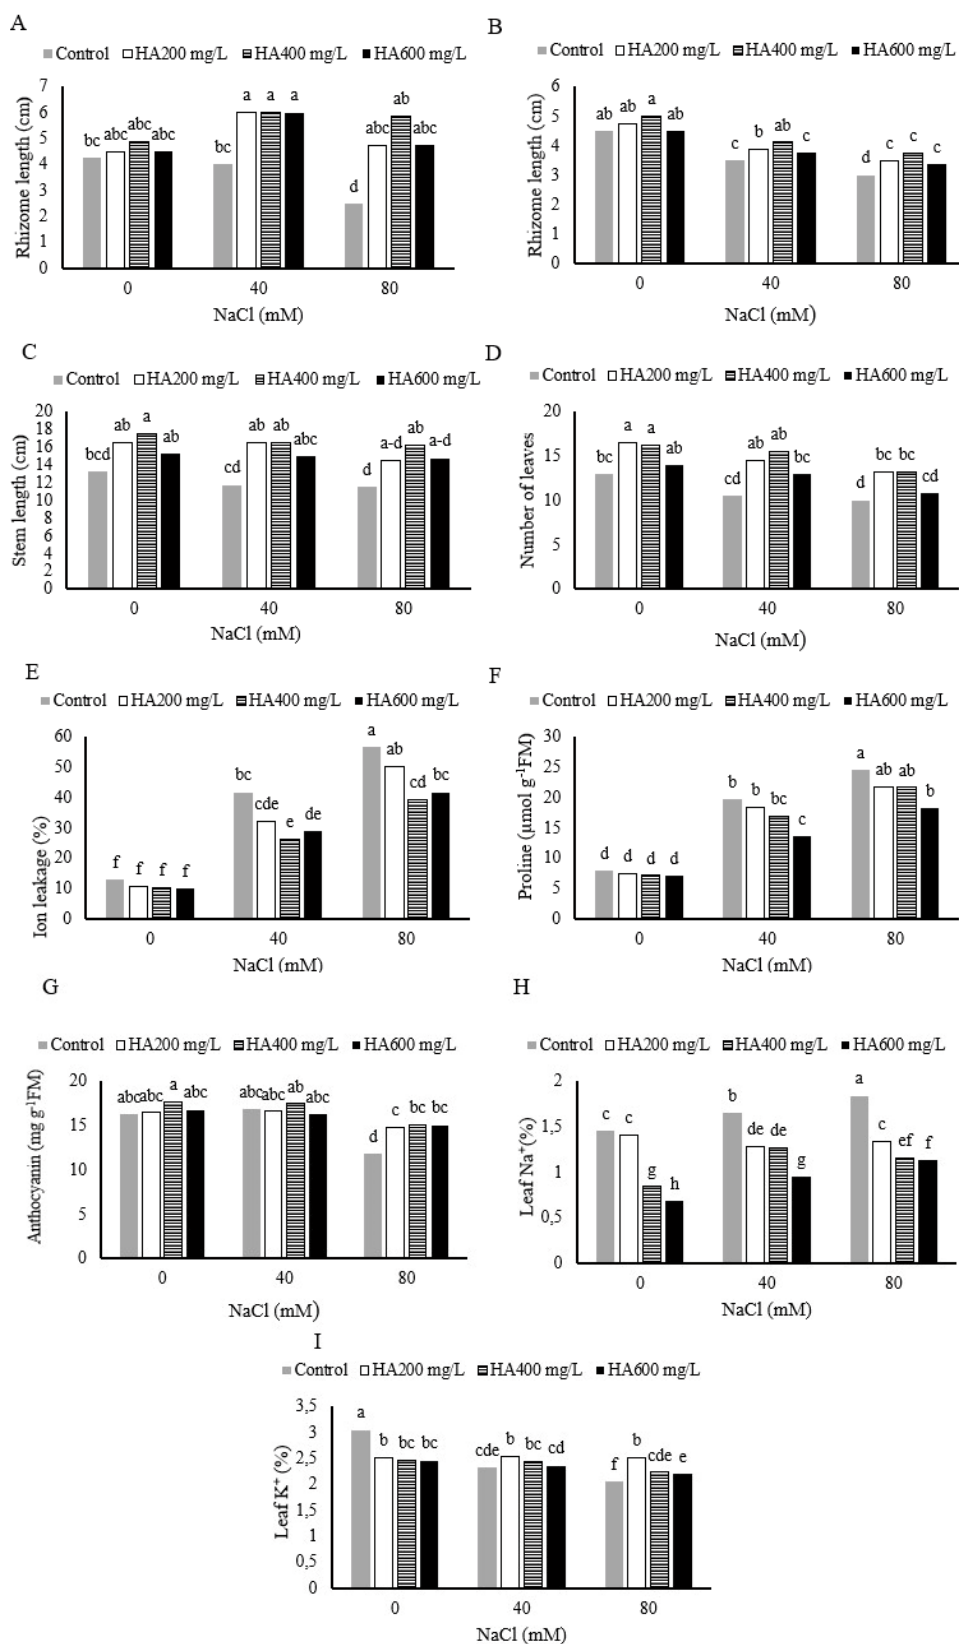 A
Control HA200 mg/L HA400 mg/L HA600 mg/L
Rhizome length (cm)
7
6
5
4
3
2
1
0
bc abc abc abc
bc a a a
d abc ab abc
0 40 80
NaCl (mM)
B
Control HA200 mg/L HA400 mg/L HA600 mg/L
Rhizome length (cm)
6
5
4
3
2
1
0
ab ab a ab
c b ab c
d c c c
0 40 80
NaCl (mM)
C
Control HA200 mg/L HA400 mg/L HA600 mg/L
Stem length (cm)
20
18
16
14
12
10
8
6
4
2
0
bcd ab a ab
cd ab ab abc
d a-d ab a-d
0 40 80
NaCl (mM)
D
Control HA200 mg/L HA400 mg/L HA600 mg/L
Number of leaves
20
15
10
5
0
bc a a ab
cd ab ab bc
d bc bc cd
0 40 80
NaCl (mM)
E
Control HA200 mg/L HA400 mg/L HA600 mg/L
Ion leakage (%)
60
50
40
30
20
10
0
f f f f
bc cde e de
a ab cd bc
0 40 80
NaCl (mM)
F
Control HA200 mg/L HA400 mg/L HA600 mg/L
Proline (µmol g⁻¹FM)
30
25
20
15
10
5
0
d d d d
b b bc c
a ab ab b
0 40 80
NaCl (mM)
G
Control HA200 mg/L HA400 mg/L HA600 mg/L
Anthocyanin (mg g⁻¹FM)
20
15
10
5
0
abc abc a abc
abc abc ab abc
d c bc bc
0 40 80
NaCl (mM)
H
Control HA200 mg/L HA400 mg/L HA600 mg/L
Leaf Na⁺(%)
2
1,5
1
0,5
0
c c g h
b de de g
a c ef f
0 40 80
NaCl (mM)
I
Control HA200 mg/L HA400 mg/L HA600 mg/L
Leaf K⁺ (%)
3,5
3
2,5
2
1,5
1
0,5
0
a b bc bc
cde b bc cd
f b cde e
0 40 80
NaCl (mM)